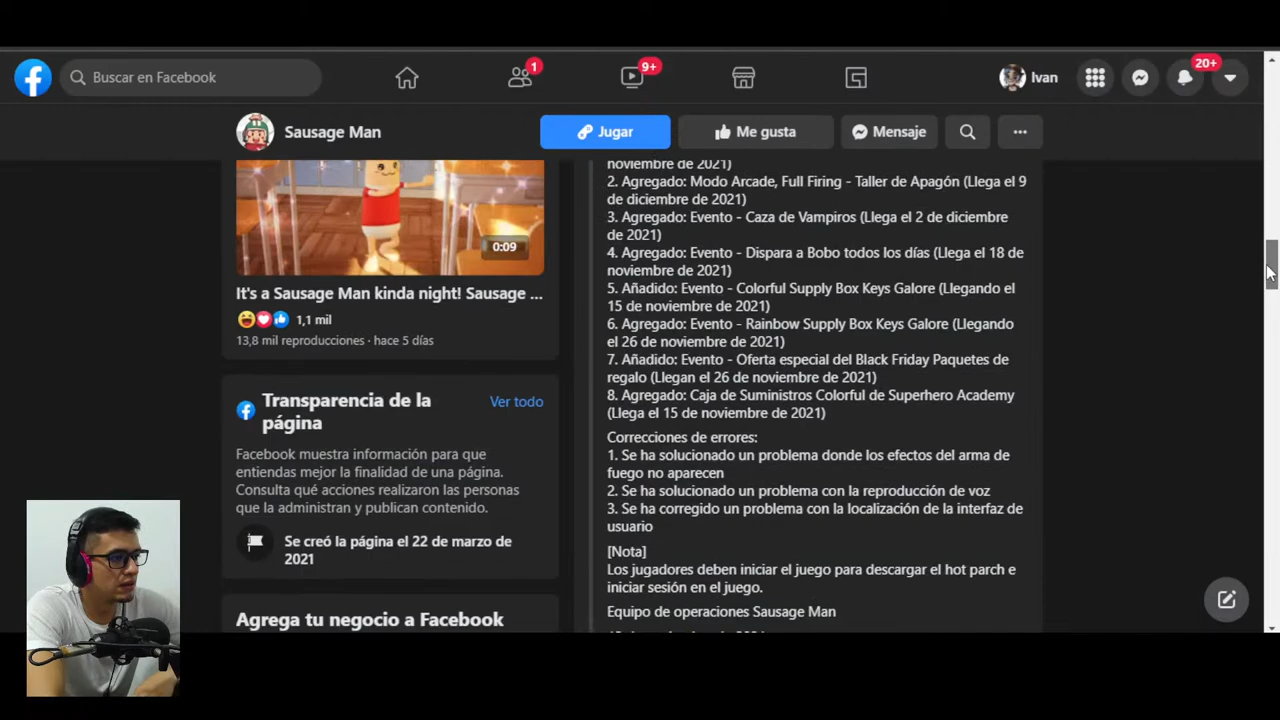 Buscar en Facebook
1
9+
Ivan
20+
Sausage Man
Jugar
Me gusta
Mensaje
0:09
It's a Sausage Man kinda night! Sausage ...
1,1 mil
13,8 mil reproducciones · hace 5 días
Transparencia de la
página
Ver todo
Facebook muestra información para que
entiendas mejor la finalidad de una página.
Consulta qué acciones realizaron las personas
que la administran y publican contenido.
Se creó la página el 22 de marzo de
2021
Agrega tu negocio a Facebook
noviembre de 2021)
2. Agregado: Modo Arcade, Full Firing - Taller de Apagón (Llega el 9
de diciembre de 2021)
3. Agregado: Evento - Caza de Vampiros (Llega el 2 de diciembre
de 2021)
4. Agregado: Evento - Dispara a Bobo todos los días (Llega el 18 de
noviembre de 2021)
5. Añadido: Evento - Colorful Supply Box Keys Galore (Llegando el
15 de noviembre de 2021)
6. Agregado: Evento - Rainbow Supply Box Keys Galore (Llegando
el 26 de noviembre de 2021)
7. Añadido: Evento - Oferta especial del Black Friday Paquetes de
regalo (Llegan el 26 de noviembre de 2021)
8. Agregado: Caja de Suministros Colorful de Superhero Academy
(Llega el 15 de noviembre de 2021)
Correcciones de errores:
1. Se ha solucionado un problema donde los efectos del arma de
fuego no aparecen
2. Se ha solucionado un problema con la reproducción de voz
3. Se ha corregido un problema con la localización de la interfaz de
usuario
[Nota]
Los jugadores deben iniciar el juego para descargar el hot parch e
iniciar sesión en el juego.
Equipo de operaciones Sausage Man